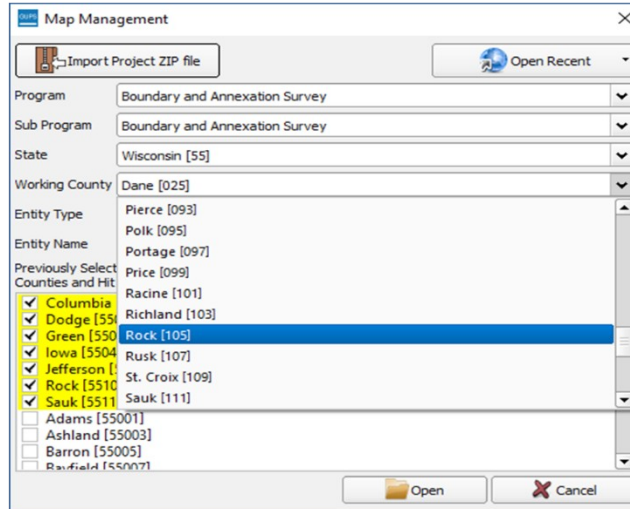 GUPS Map Management
Import Project ZIP file Open Recent
Program Boundary and Annexation Survey
Sub Program Boundary and Annexation Survey
State Wisconsin [55]
Working County Dane [025]
Entity Type
Entity Name
Previously Select
Counties and Hit
Pierce [093]
Polk [095]
Portage [097]
Price [099]
Racine [101]
Richland [103]
Rock [105]
Rusk [107]
St. Croix [109]
Sauk [111]
Columbia
Dodge [550
Green [550
Iowa [5504
Jefferson [5
Rock [5510
Sauk [5511
Adams [55001]
Ashland [55003]
Barron [55005]
Bayfield [55007]
Open Cancel